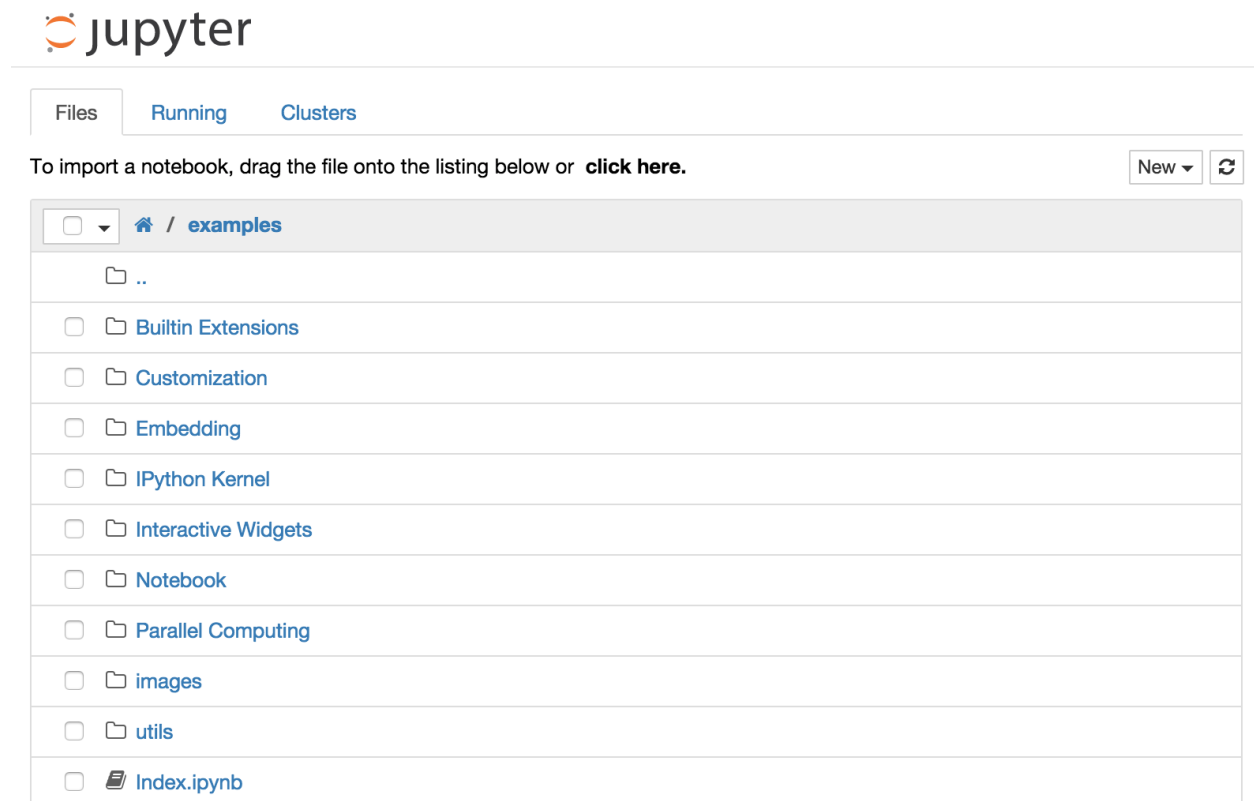 jupyter
Files Running Clusters
To import a notebook, drag the file onto the listing below or click here.
New
/ examples
..
Builtin Extensions
Customization
Embedding
IPython Kernel
Interactive Widgets
Notebook
Parallel Computing
images
utils
Index.ipynb